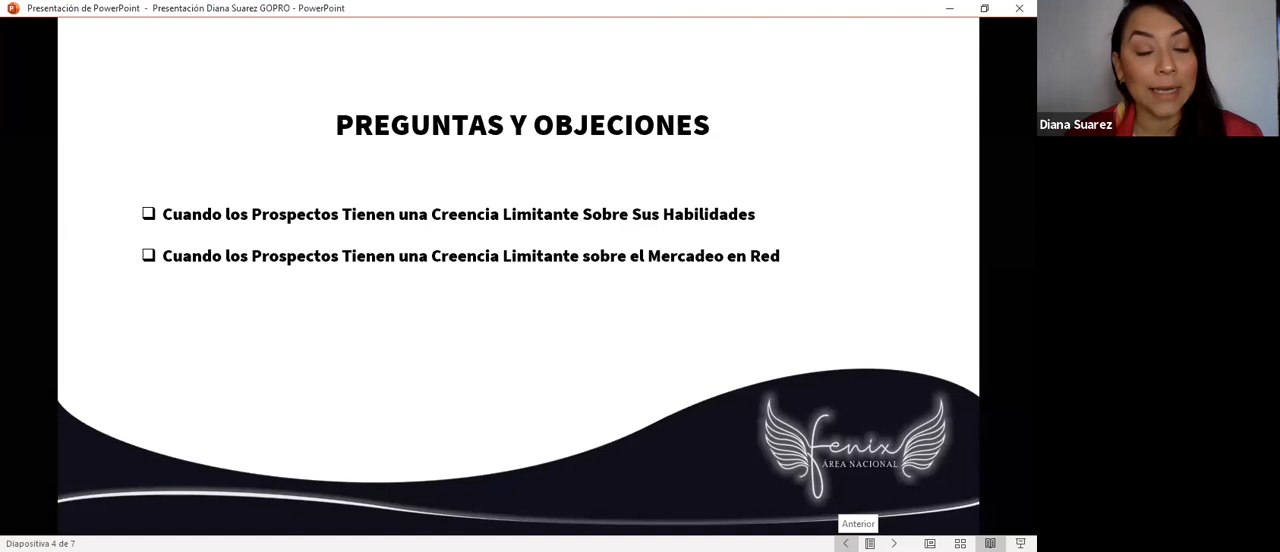 Presentación de PowerPoint - Presentación Diana Suarez GOPRO - PowerPoint
Diana Suarez
PREGUNTAS Y OBJECIONES
Cuando los Prospectos Tienen una Creencia Limitante Sobre Sus Habilidades
Cuando los Prospectos Tienen una Creencia Limitante sobre el Mercadeo en Red
fenix
ÁREA NACIONAL
Anterior
Diapositiva 4 de 7